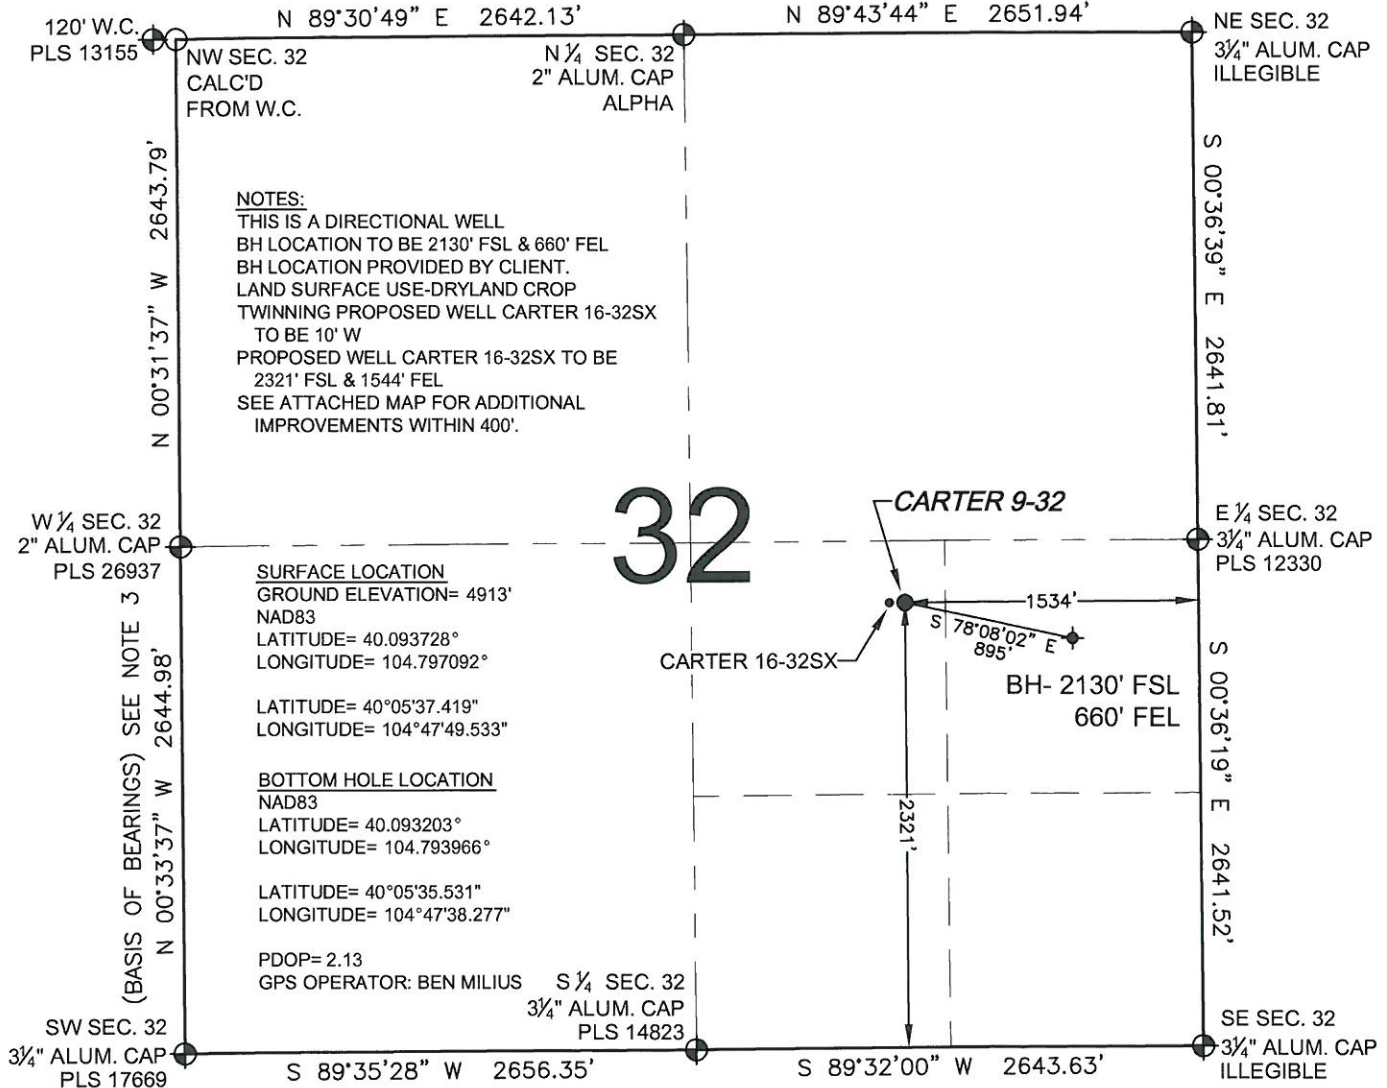 N 89°30'49" E 2642.13'
N 89°43'44" E 2651.94'
120' W.C.
PLS 13155
NW SEC. 32
CALC'D
FROM W.C.
N ¼ SEC. 32
2" ALUM. CAP
ALPHA
NE SEC. 32
3¼" ALUM. CAP
ILLEGIBLE
N 00°31'37" W 2643.79'
S 00°36'39" E 2641.81'
NOTES:
THIS IS A DIRECTIONAL WELL
BH LOCATION TO BE 2130' FSL & 660' FEL
BH LOCATION PROVIDED BY CLIENT.
LAND SURFACE USE-DRYLAND CROP
TWINNING PROPOSED WELL CARTER 16-32SX
TO BE 10' W
PROPOSED WELL CARTER 16-32SX TO BE
2321' FSL & 1544' FEL
SEE ATTACHED MAP FOR ADDITIONAL
IMPROVEMENTS WITHIN 400'.
32
CARTER 9-32
W ¼ SEC. 32
2" ALUM. CAP
PLS 26937
E ¼ SEC. 32
3¼" ALUM. CAP
PLS 12330
SURFACE LOCATION
GROUND ELEVATION= 4913'
NAD83
LATITUDE= 40.093728°
LONGITUDE= 104.797092°
LATITUDE= 40°05'37.419"
LONGITUDE= 104°47'49.533"
1534'
S 78°08'02" E
895'
CARTER 16-32SX
BH- 2130' FSL
660' FEL
2321'
BOTTOM HOLE LOCATION
NAD83
LATITUDE= 40.093203°
LONGITUDE= 104.793966°
LATITUDE= 40°05'35.531"
LONGITUDE= 104°47'38.277"
PDOP= 2.13
GPS OPERATOR: BEN MILIUS
(BASIS OF BEARINGS) SEE NOTE 3
N 00°33'37" W 2644.98'
S 00°36'19" E 2641.52'
SW SEC. 32
3¼" ALUM. CAP
PLS 17669
S ¼ SEC. 32
3¼" ALUM. CAP
PLS 14823
SE SEC. 32
3¼" ALUM. CAP
ILLEGIBLE
S 89°35'28" W 2656.35'
S 89°32'00" W 2643.63'